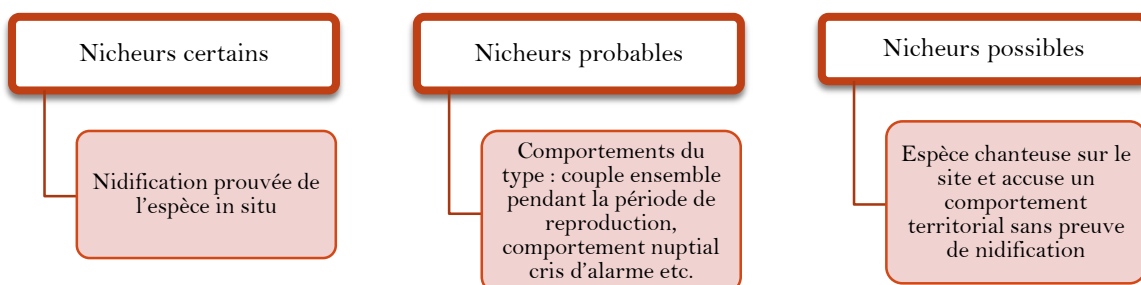 Nicheurs certains
Nidification prouvée de
l'espèce in situ
Nicheurs probables
Comportements du
type : couple ensemble
pendant la période de
reproduction,
comportement nuptial
cris d'alarme etc.
Nicheurs possibles
Espèce chanteuse sur le
site et accuse un
comportement
territorial sans preuve
de nidification